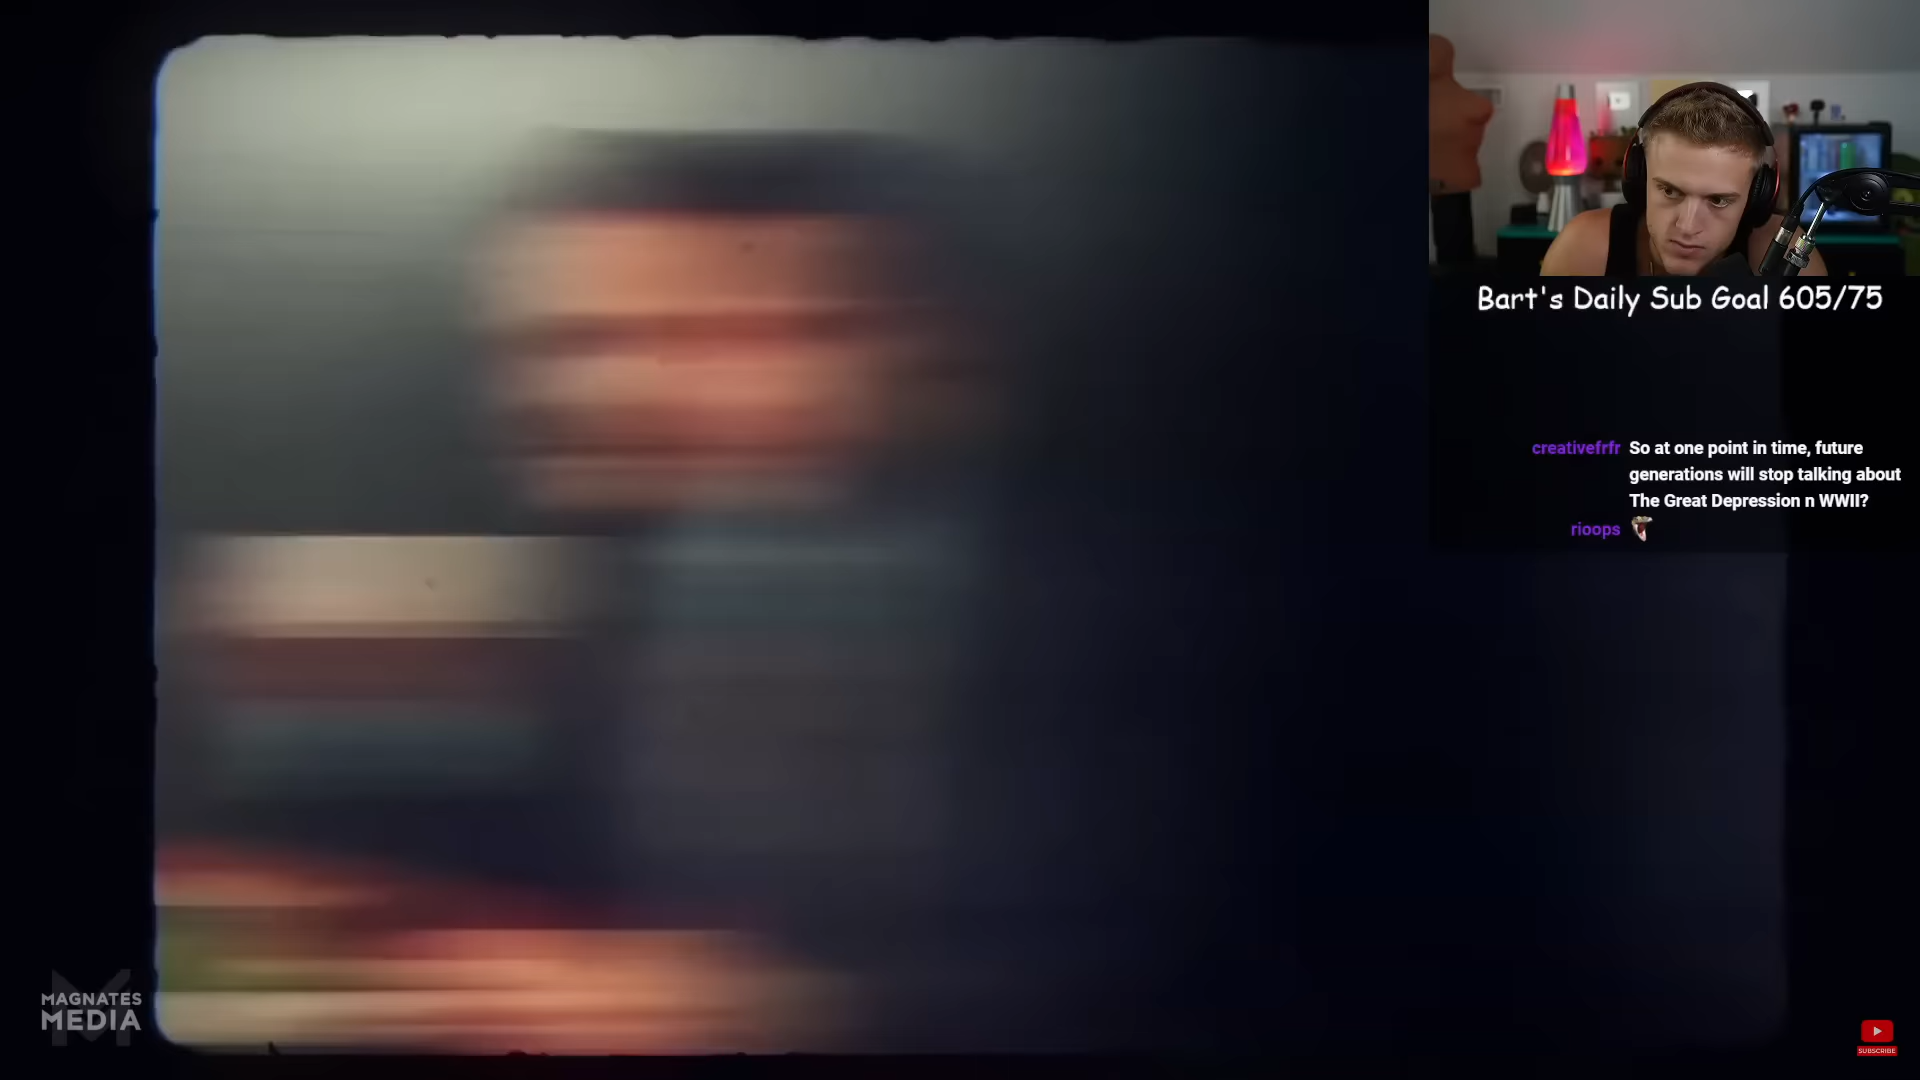 Bart's Daily Sub Goal 605/75
creativefrfr So at one point in time, future
generations will stop talking about
The Great Depression n WWII?
rioops
MAGNATES
MEDIA
SUBSCRIBE